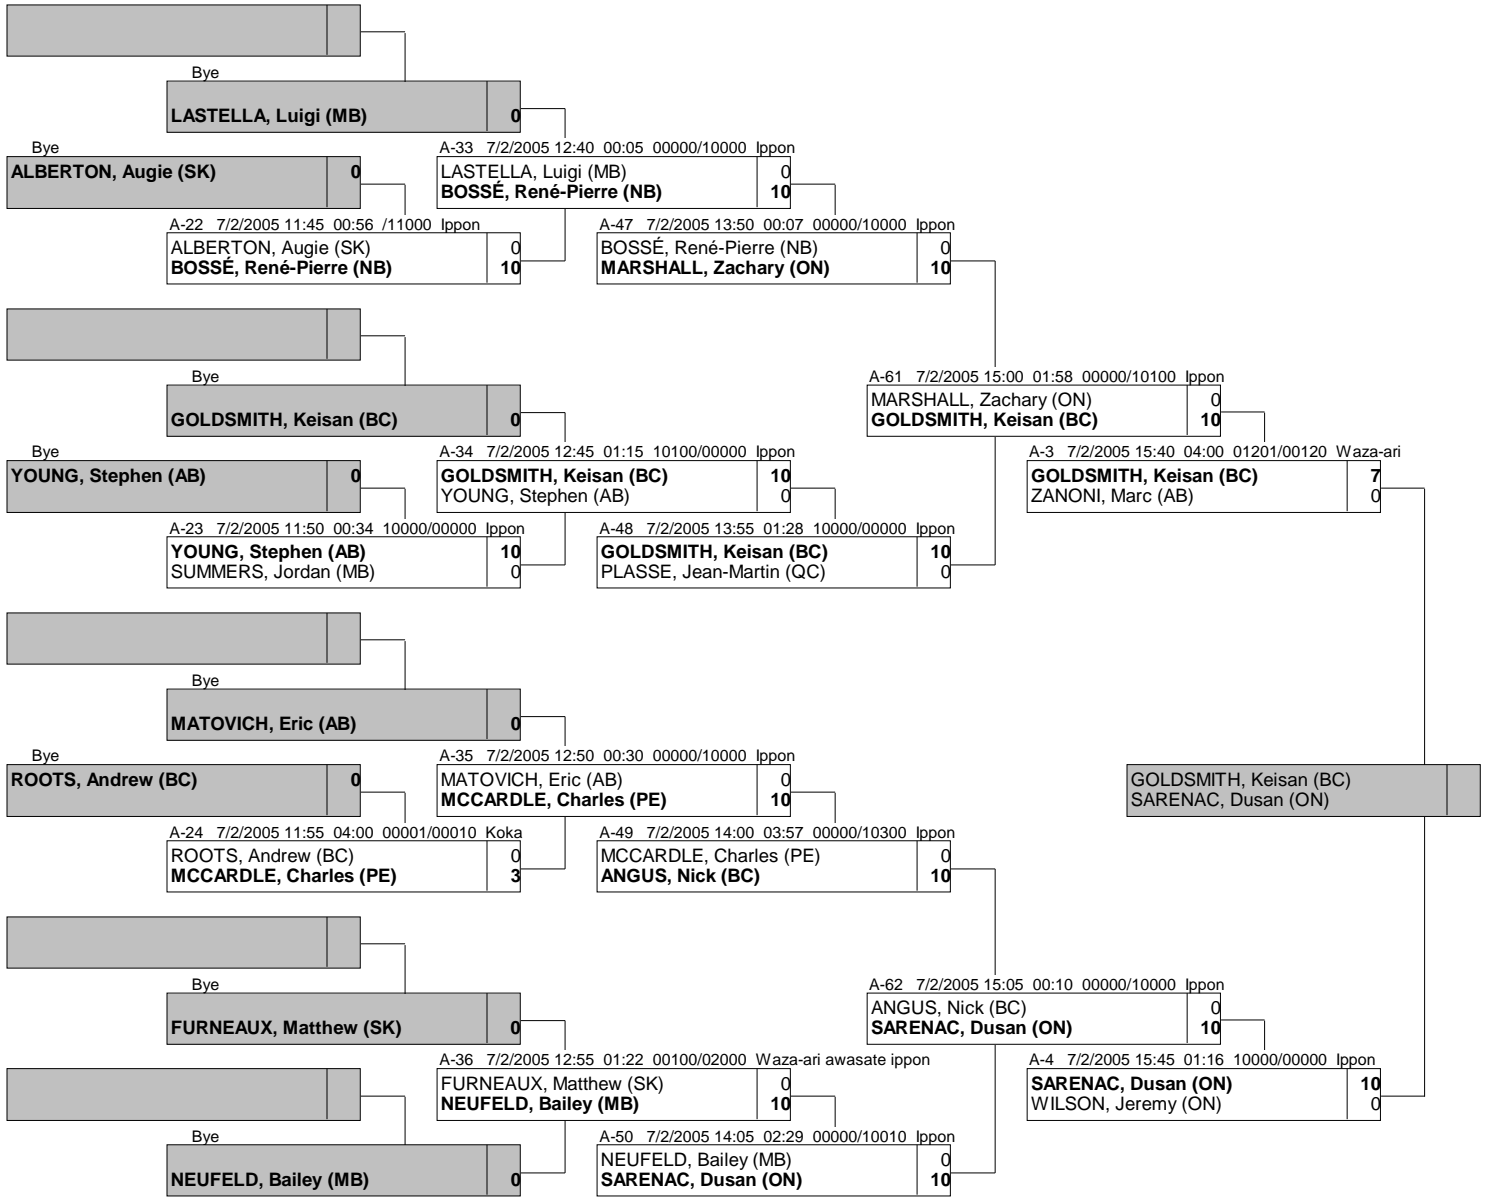 Bye
LASTELLA, Luigi (MB) 0
Bye
ALBERTON, Augie (SK) 0
A-33 7/2/2005 12:40 00:05 00000/10000 Ippon
LASTELLA, Luigi (MB) 0
BOSSÉ, René-Pierre (NB) 10
A-22 7/2/2005 11:45 00:56 /11000 Ippon
ALBERTON, Augie (SK) 0
BOSSÉ, René-Pierre (NB) 10
A-47 7/2/2005 13:50 00:07 00000/10000 Ippon
BOSSÉ, René-Pierre (NB) 0
MARSHALL, Zachary (ON) 10
Bye
GOLDSMITH, Keisan (BC) 0
A-61 7/2/2005 15:00 01:58 00000/10100 Ippon
MARSHALL, Zachary (ON) 0
GOLDSMITH, Keisan (BC) 10
Bye
YOUNG, Stephen (AB) 0
A-34 7/2/2005 12:45 01:15 10100/00000 Ippon
GOLDSMITH, Keisan (BC) 10
YOUNG, Stephen (AB) 0
A-3 7/2/2005 15:40 04:00 01201/00120 Waza-ari
GOLDSMITH, Keisan (BC) 7
ZANONI, Marc (AB) 0
A-23 7/2/2005 11:50 00:34 10000/00000 Ippon
YOUNG, Stephen (AB) 10
SUMMERS, Jordan (MB) 0
A-48 7/2/2005 13:55 01:28 10000/00000 Ippon
GOLDSMITH, Keisan (BC) 10
PLASSE, Jean-Martin (QC) 0
Bye
MATOVICH, Eric (AB) 0
Bye
ROOTS, Andrew (BC) 0
A-35 7/2/2005 12:50 00:30 00000/10000 Ippon
MATOVICH, Eric (AB) 0
MCCARDLE, Charles (PE) 10
GOLDSMITH, Keisan (BC)
SARENAC, Dusan (ON)
A-24 7/2/2005 11:55 04:00 00001/00010 Koka
ROOTS, Andrew (BC) 0
MCCARDLE, Charles (PE) 3
A-49 7/2/2005 14:00 03:57 00000/10300 Ippon
MCCARDLE, Charles (PE) 0
ANGUS, Nick (BC) 10
Bye
FURNEAUX, Matthew (SK) 0
A-62 7/2/2005 15:05 00:10 00000/10000 Ippon
ANGUS, Nick (BC) 0
SARENAC, Dusan (ON) 10
A-36 7/2/2005 12:55 01:22 00100/02000 Waza-ari awasate ippon
FURNEAUX, Matthew (SK) 0
NEUFELD, Bailey (MB) 10
A-4 7/2/2005 15:45 01:16 10000/00000 Ippon
SARENAC, Dusan (ON) 10
WILSON, Jeremy (ON) 0
Bye
NEUFELD, Bailey (MB) 0
A-50 7/2/2005 14:05 02:29 00000/10010 Ippon
NEUFELD, Bailey (MB) 0
SARENAC, Dusan (ON) 10